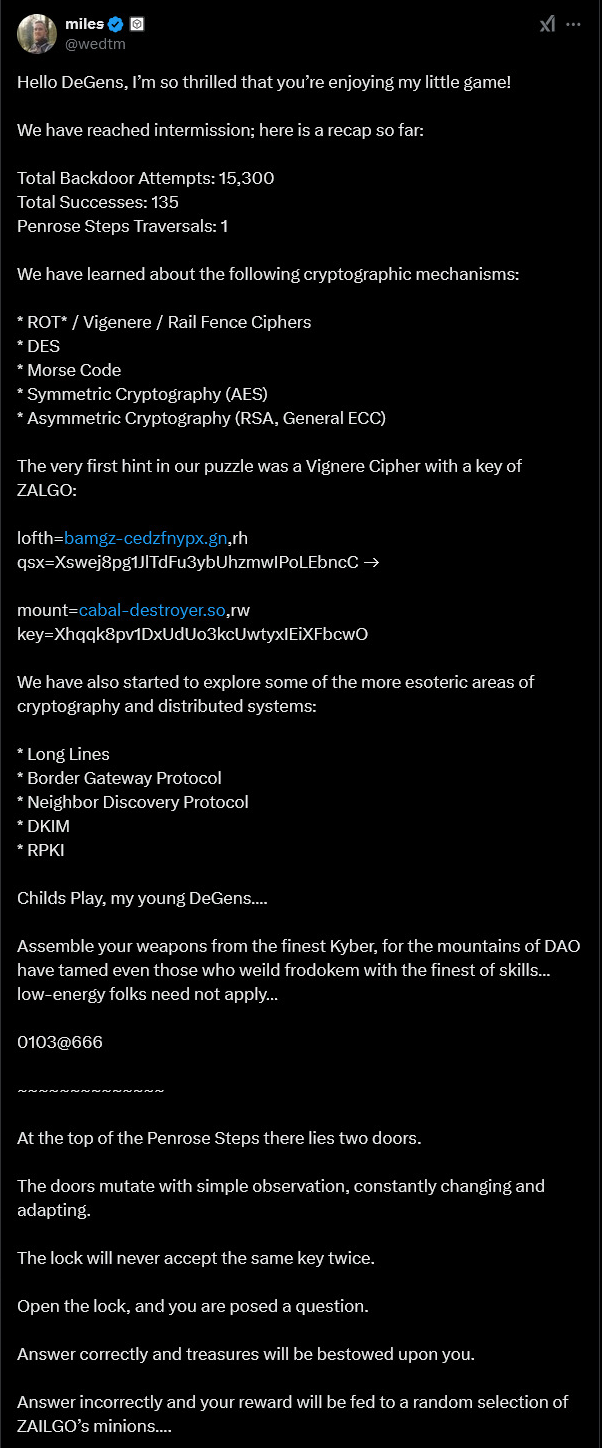 miles
@wedtm
Hello DeGens, I'm so thrilled that you're enjoying my little game!
We have reached intermission; here is a recap so far:
Total Backdoor Attempts: 15,300
Total Successes: 135
Penrose Steps Traversals: 1
We have learned about the following cryptographic mechanisms:
* ROT* / Vigenere / Rail Fence Ciphers
* DES
* Morse Code
* Symmetric Cryptography (AES)
* Asymmetric Cryptography (RSA, General ECC)
The very first hint in our puzzle was a Vignere Cipher with a key of
ZALGO:
lofth=bamgz-cedzfnypx.gn,rh
qsx=Xswej8pg1JlTdFu3ybUhzmwIPoLEbncC →
mount=cabal-destroyer.so,rw
key=Xhqqk8pv1DxUdUo3kcUwtyxIEiXFbcwO
We have also started to explore some of the more esoteric areas of
cryptography and distributed systems:
* Long Lines
* Border Gateway Protocol
* Neighbor Discovery Protocol
* DKIM
* RPKI
Childs Play, my young DeGens....
Assemble your weapons from the finest Kyber, for the mountains of DAO
have tamed even those who weild frodokem with the finest of skills...
low-energy folks need not apply...
0103@666
~~~~~~~~~~~~~~
At the top of the Penrose Steps there lies two doors.
The doors mutate with simple observation, constantly changing and
adapting.
The lock will never accept the same key twice.
Open the lock, and you are posed a question.
Answer correctly and treasures will be bestowed upon you.
Answer incorrectly and your reward will be fed to a random selection of
ZAILGO's minions....